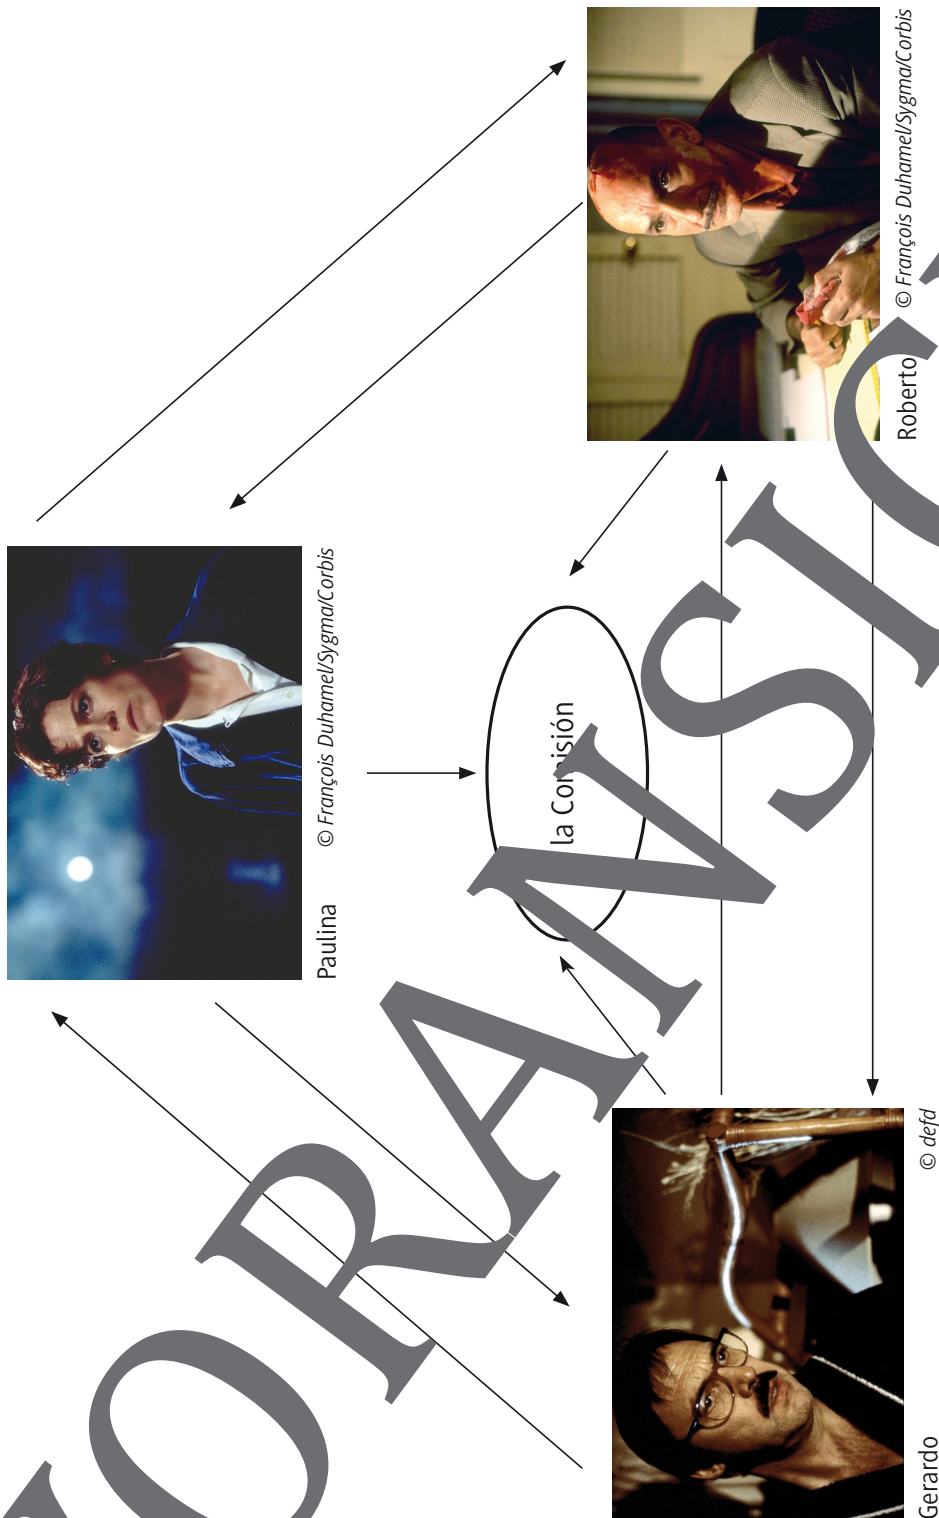 Paulina
© François Duhamel/Sygma/Corbis
la Comisión
Gerardo
© defd
Roberto
© François Duhamel/Sygma/Corbis